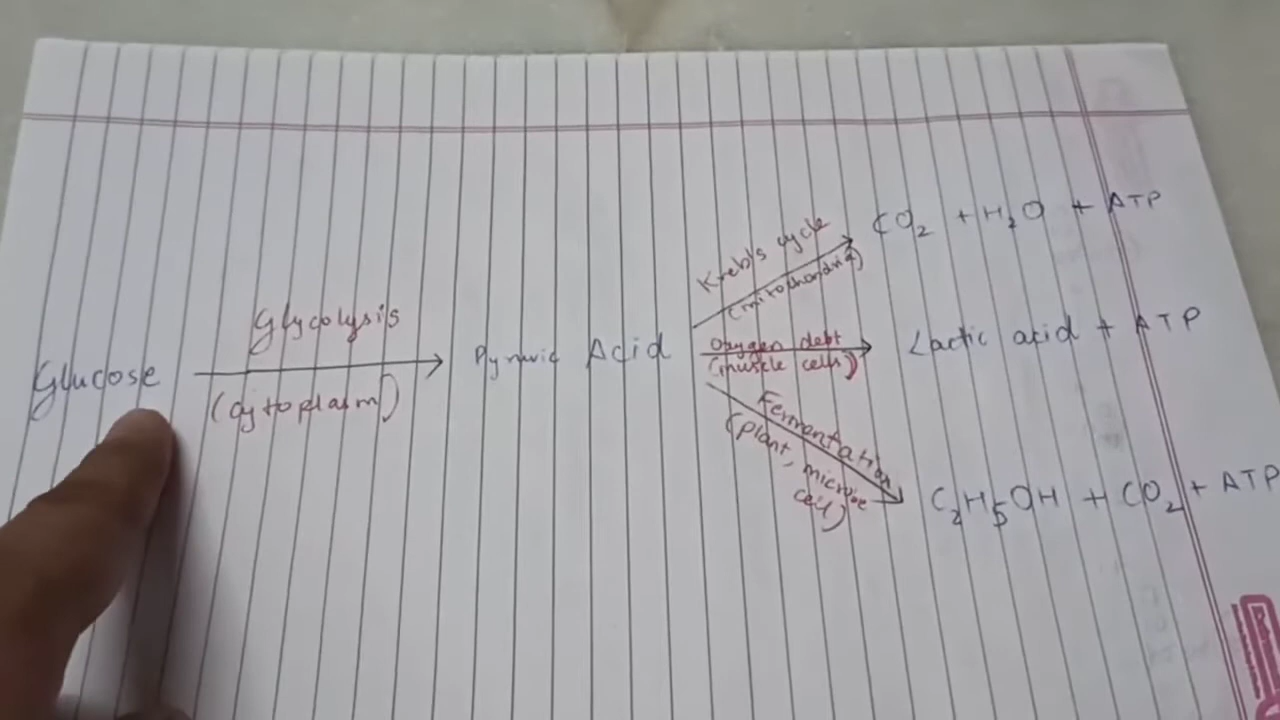 Glucose
Glycolysis
(Cytoplasm)
Pyruvic Acid
Kreb's cycle
(mitochondria)
CO2 + H2O + ATP
Oxygen debt
(muscle cells)
Lactic acid + ATP
Fermentation
(Plant, microbe
cell)
C2H5OH + CO2 + ATP